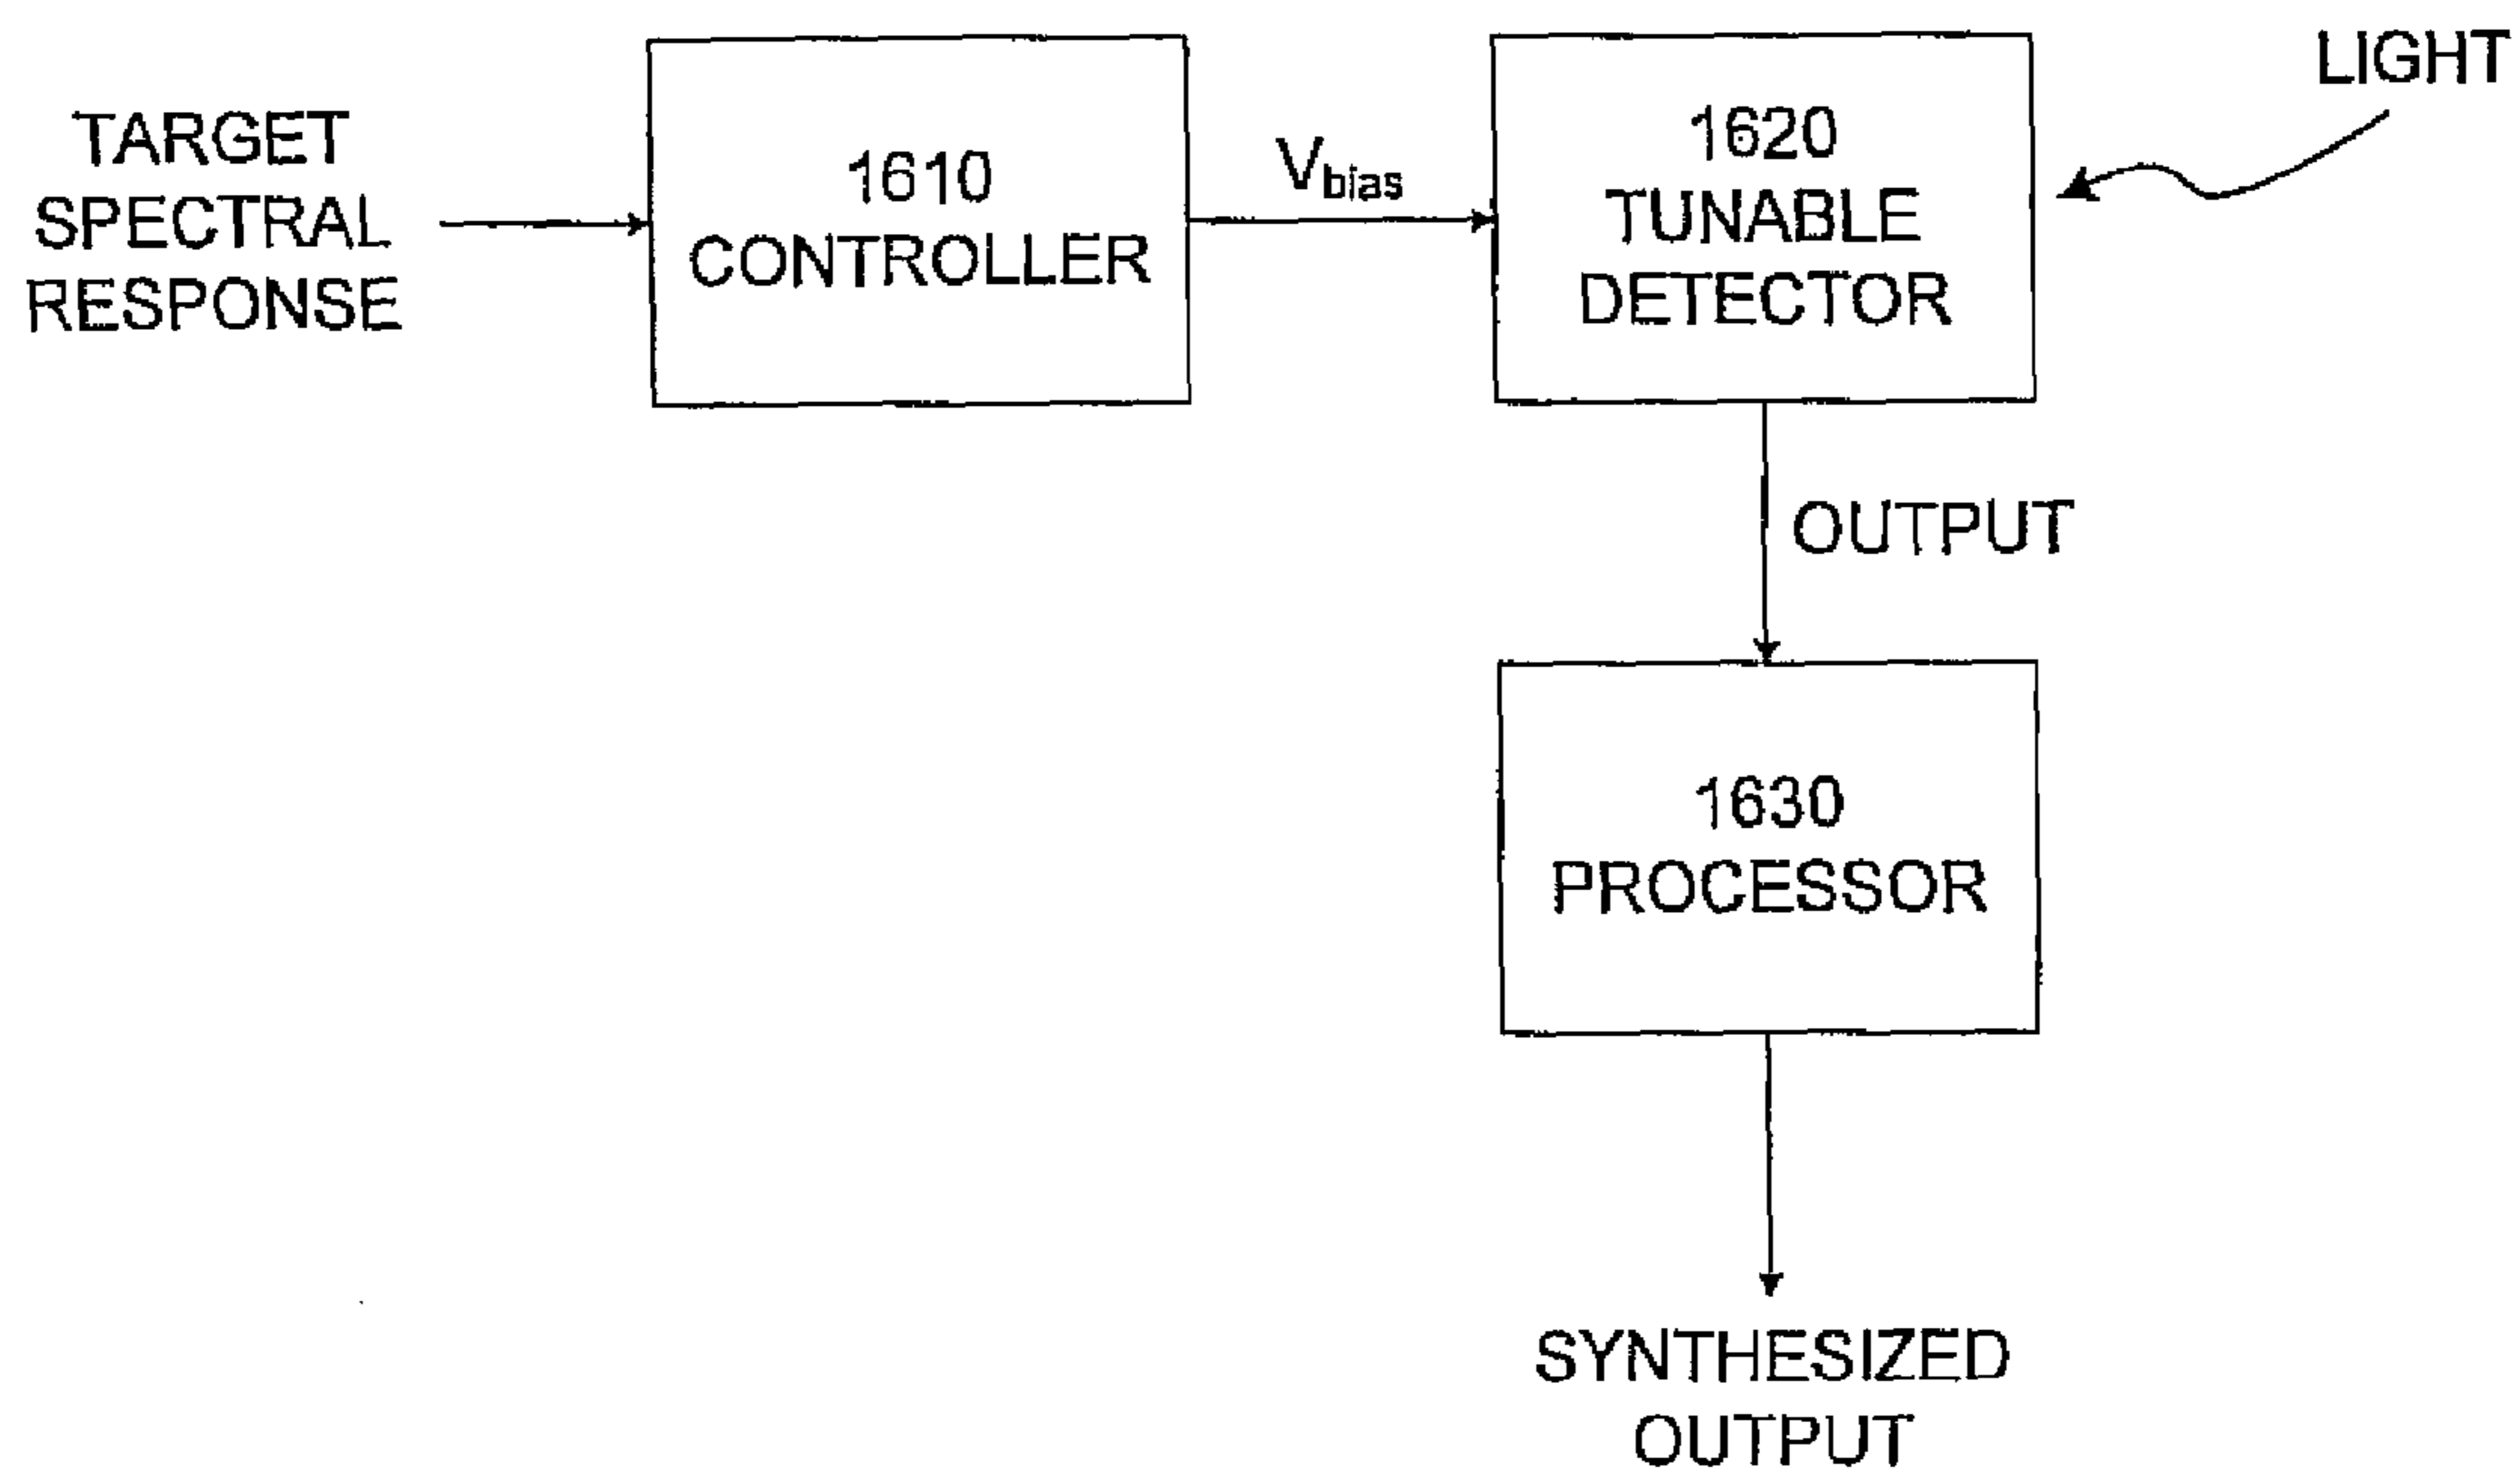 TARGET
SPECTRAL
RESPONSE
1610
CONTROLLER
Vbias
1620
TUNABLE
DETECTOR
LIGHT
OUTPUT
1630
PROCESSOR
SYNTHESIZED
OUTPUT